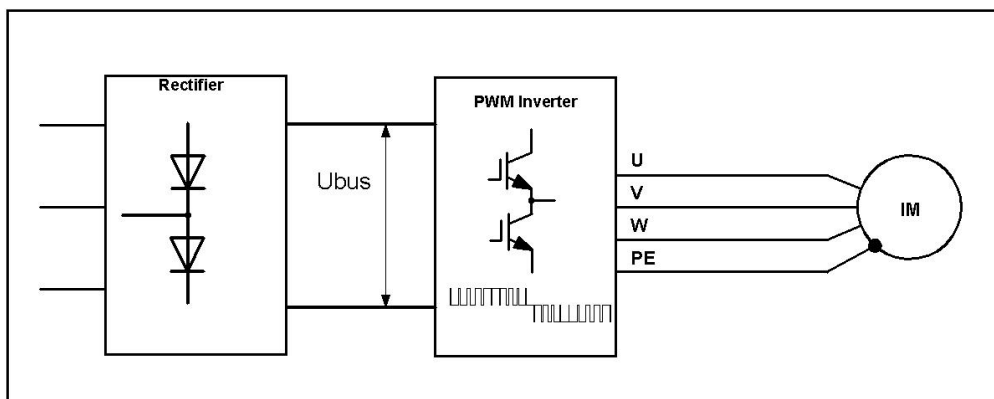 Rectifier
PWM Inverter
Ubus
U
V
W
PE
IM